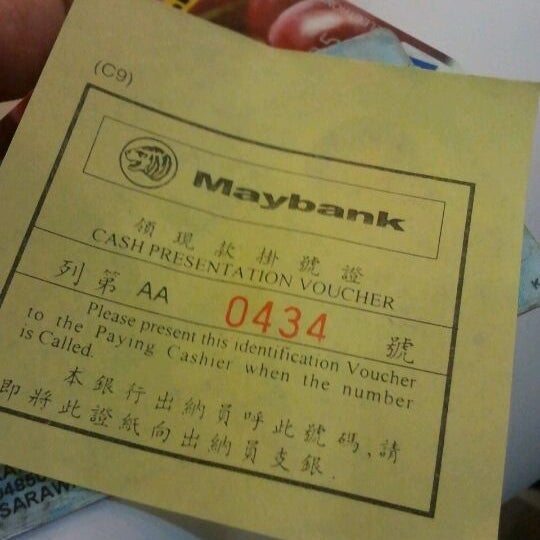 (C9)
Maybank
領現款掛號證
CASH PRESENTATION VOUCHER
列第 AA 0434 號
Please present this identification Voucher
to the Paying Cashier when the number
is Called.
本銀行出納員呼此號碼，請
即將此證紙向出納員支銀．
SARAW